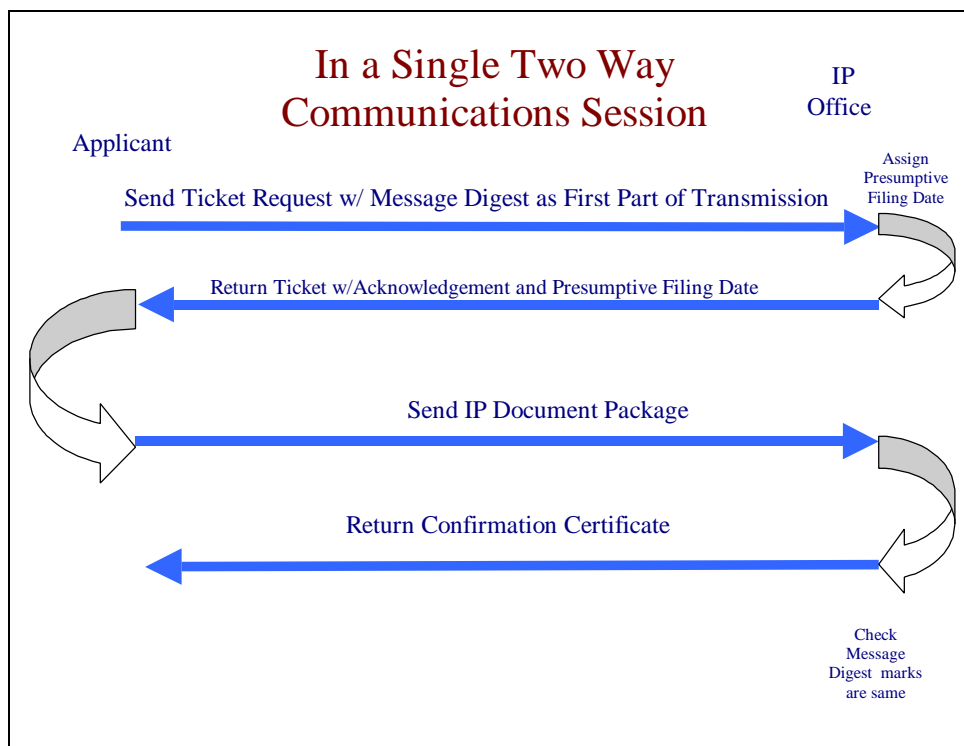 In a Single Two Way
Communications Session
IP
Office
Applicant
Assign
Presumptive
Filing Date
Send Ticket Request w/ Message Digest as First Part of Transmission
Return Ticket w/Acknowledgement and Presumptive Filing Date
Send IP Document Package
Return Confirmation Certificate
Check
Message
Digest marks
are same